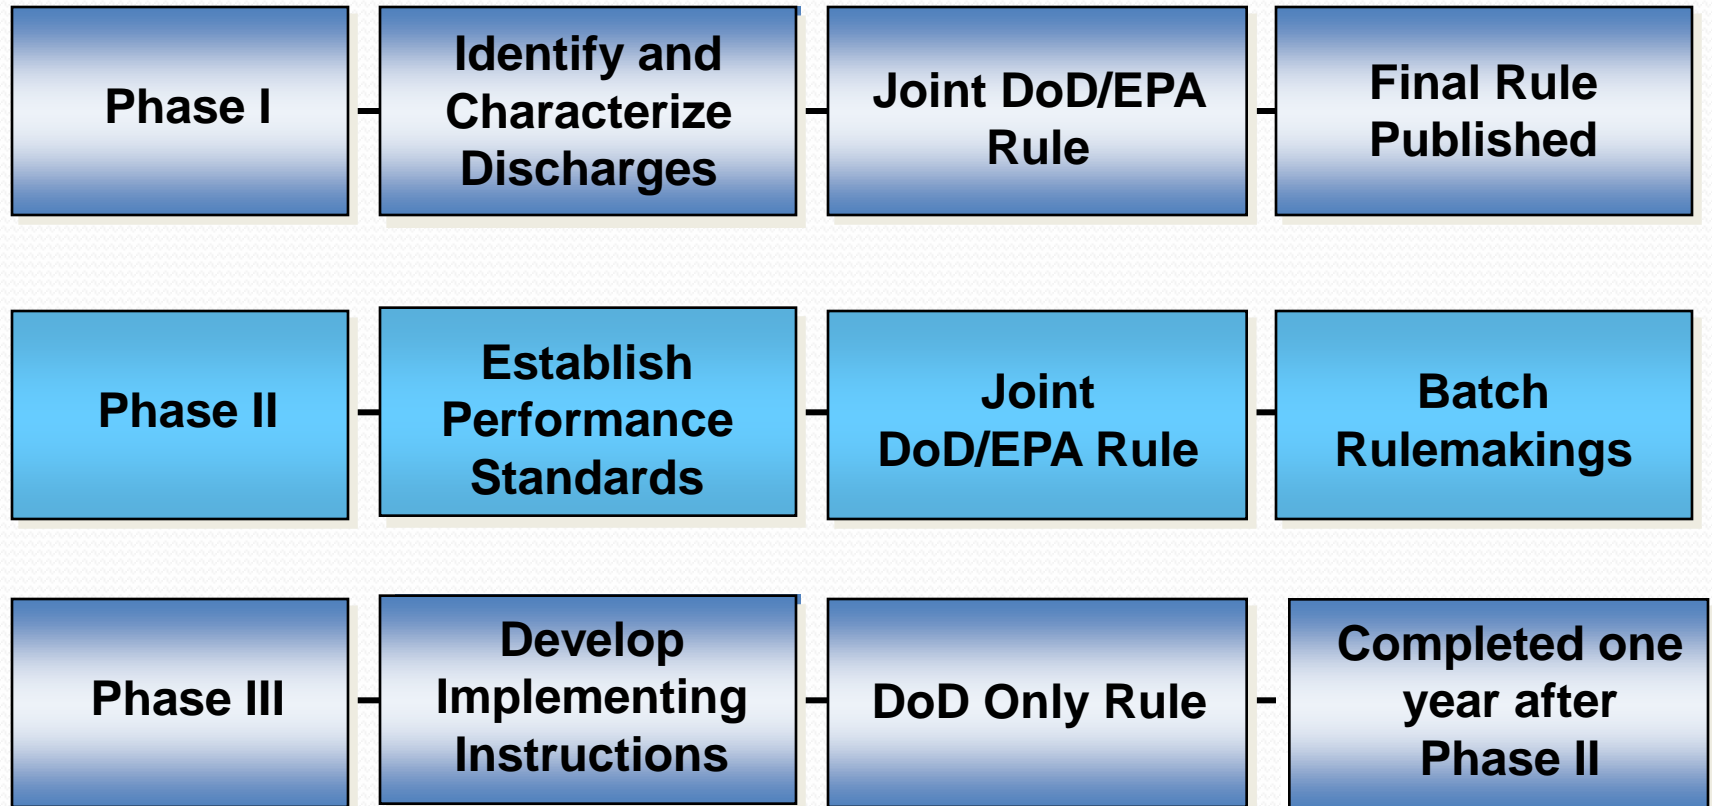 Phase I
Identify and
Characterize
Discharges
Joint DoD/EPA
Rule
Final Rule
Published
Phase II
Establish
Performance
Standards
Joint
DoD/EPA Rule
Batch
Rulemakings
Phase III
Develop
Implementing
Instructions
DoD Only Rule
Completed one
year after
Phase II